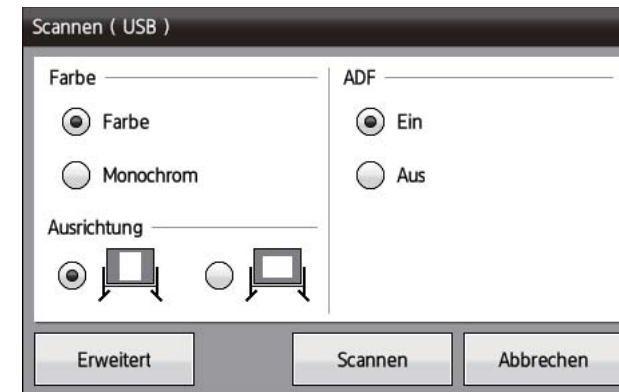 Scannen ( USB )
Farbe
Farbe
Monochrom
Ausrichtung
ADF
Ein
Aus
Erweitert
Scannen
Abbrechen